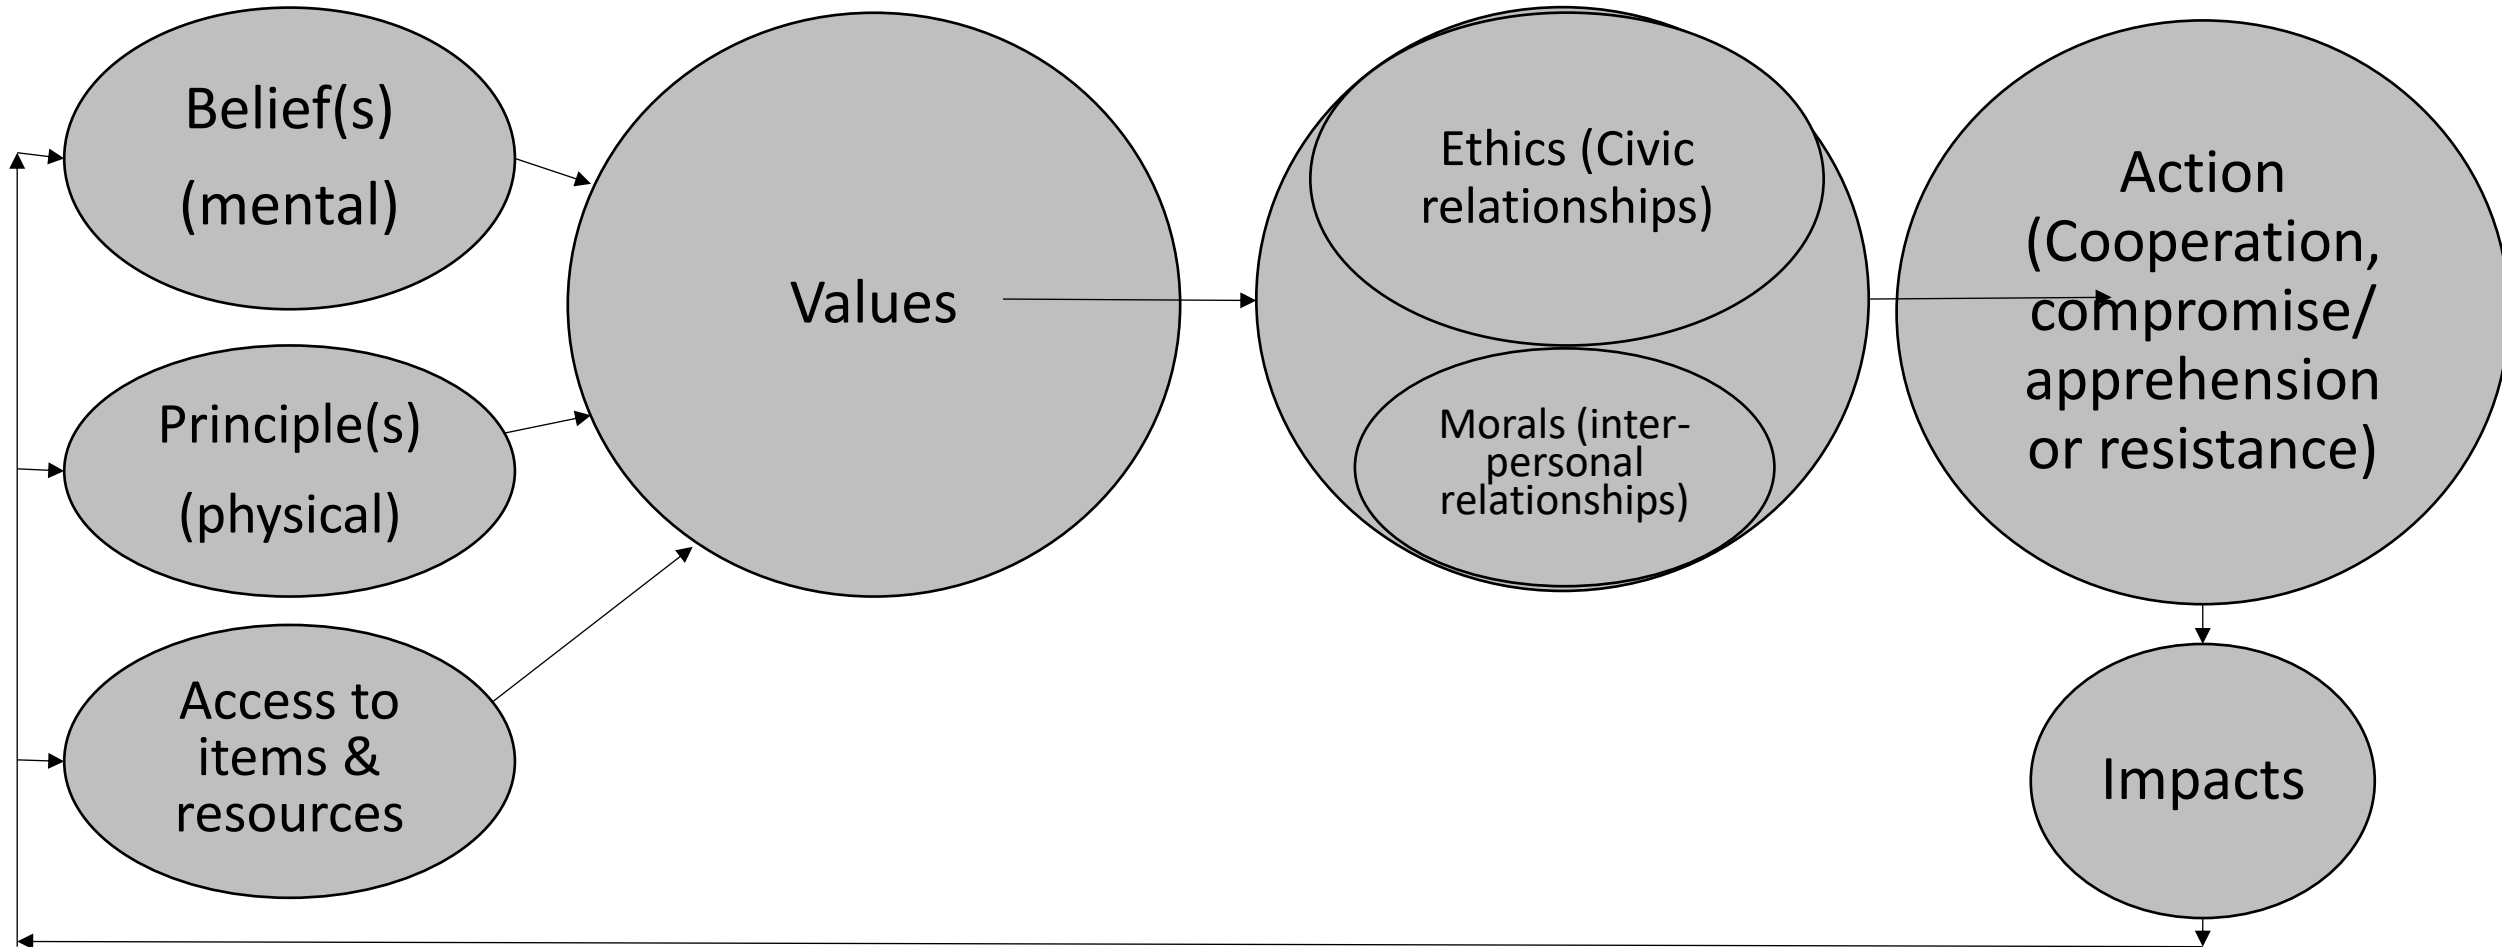 Belief(s)
(mental)
Principle(s)
(physical)
Access to
items &
resources
Values
Ethics (Civic
relationships)
Morals (inter-
personal
relationships)
Action
(Cooperation,
compromise/
apprehension
or resistance)
Impacts